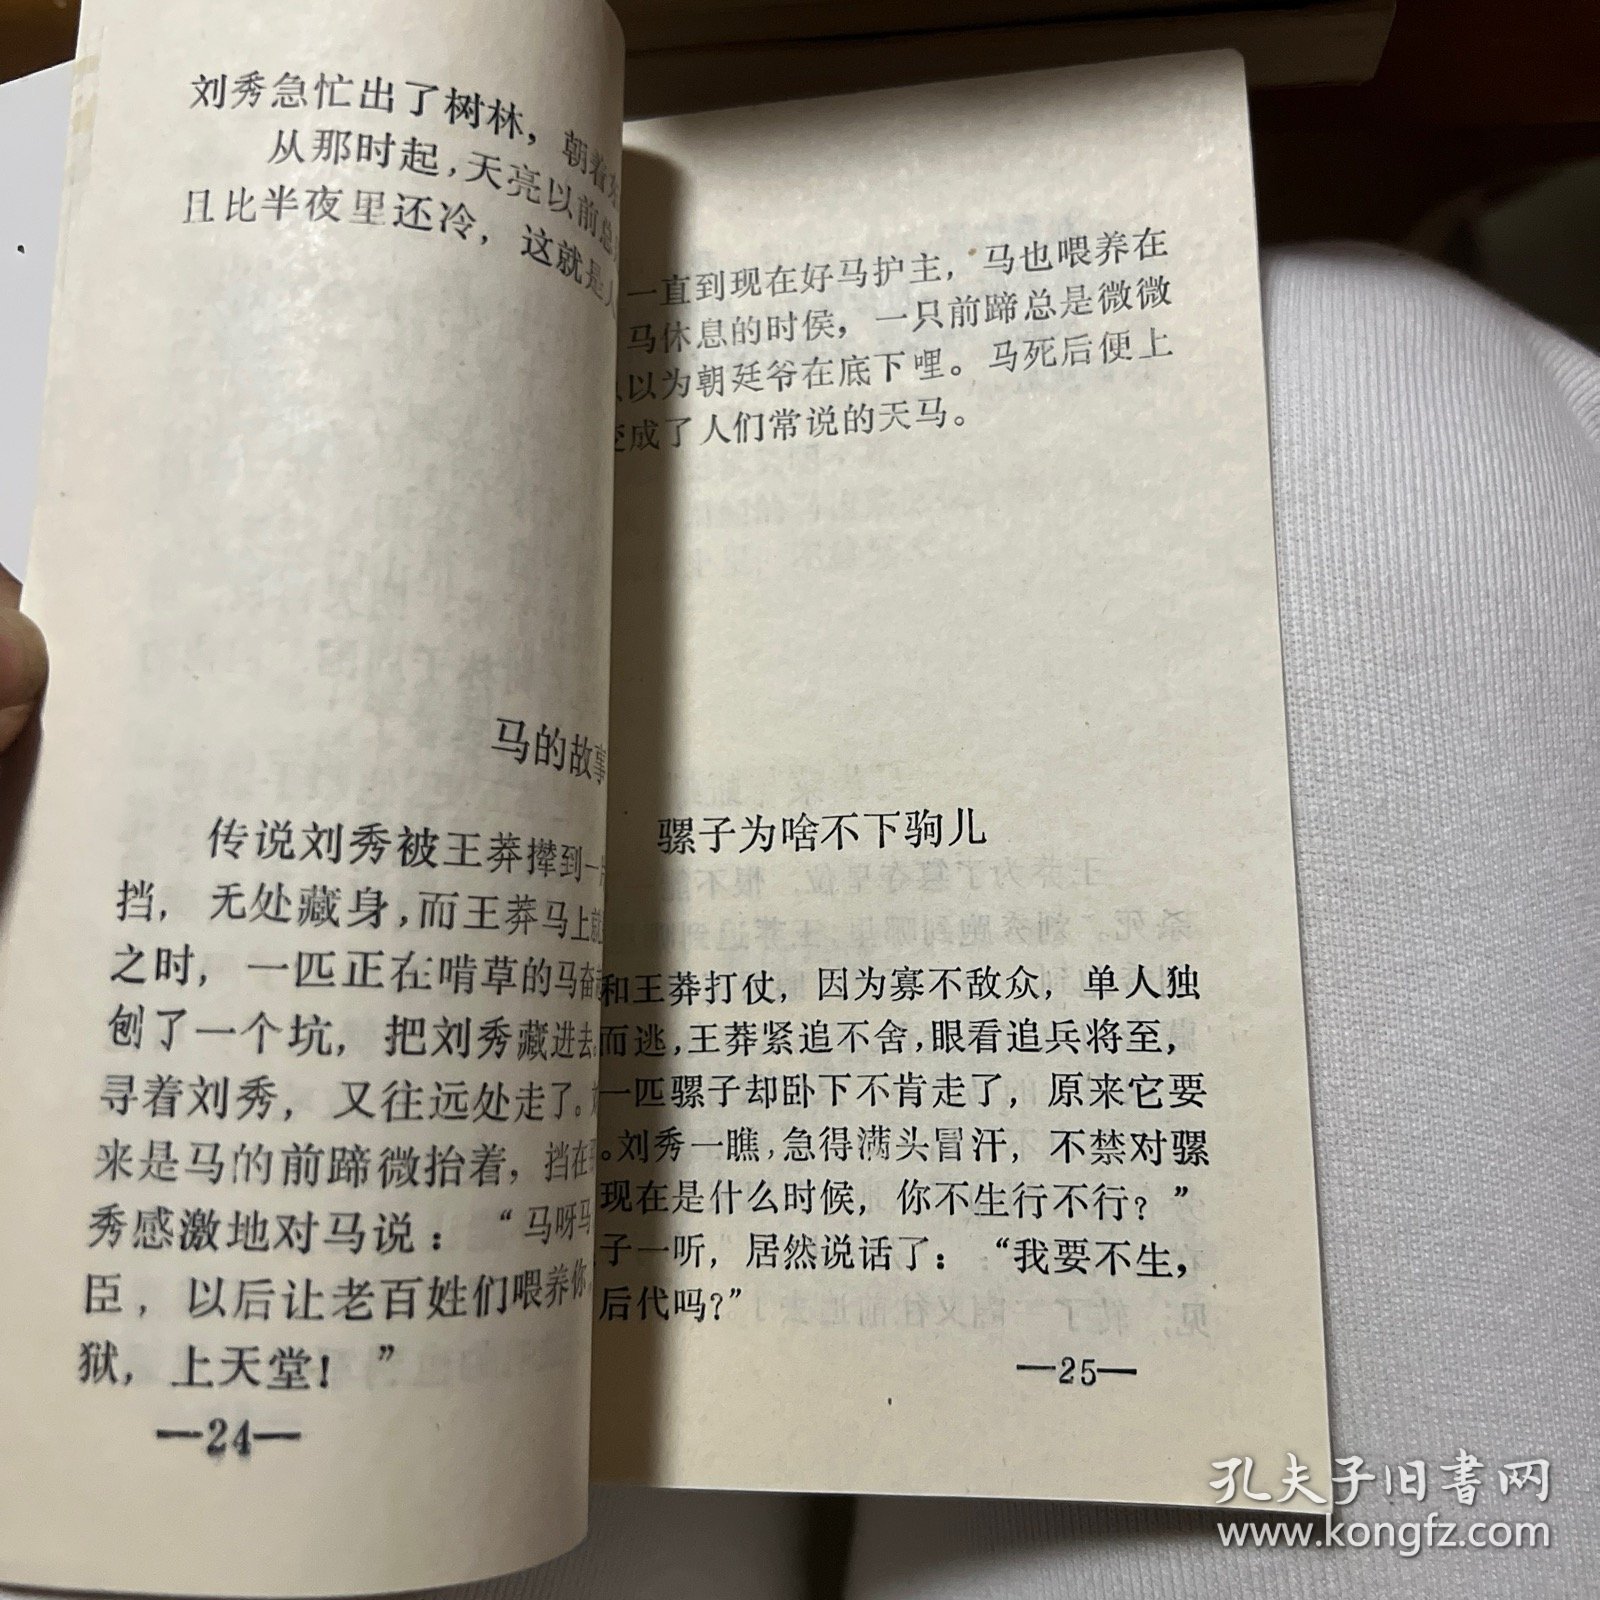 刘秀急忙出了树林，朝着东
从那时起，天亮以前总
且比半夜里还冷，这就是人
马的故事
传说刘秀被王莽撵到一片
挡，无处藏身，而王莽马上就
之时，一匹正在啃草的马奋
刨了一个坑，把刘秀藏进去。
寻着刘秀，又往远处走了。
来是马的前蹄微抬着，挡在
秀感激地对马说：“马呀马
臣，以后让老百姓们喂养你，
狱，上天堂！”
—24—
一直到现在好马护主，马也喂养在
马休息的时侯，一只前蹄总是微微
以为朝廷爷在底下哩。马死后便上
变成了人们常说的天马。
骡子为啥不下驹儿
和王莽打仗，因为寡不敌众，单人独
而逃，王莽紧追不舍，眼看追兵将至，
一匹骡子却卧下不肯走了，原来它要
。刘秀一瞧，急得满头冒汗，不禁对骡
现在是什么时候，你不生行不行？”
子一听，居然说话了：“我要不生，
后代吗？”
—25—
孔夫子旧书网
www.kongfz.com